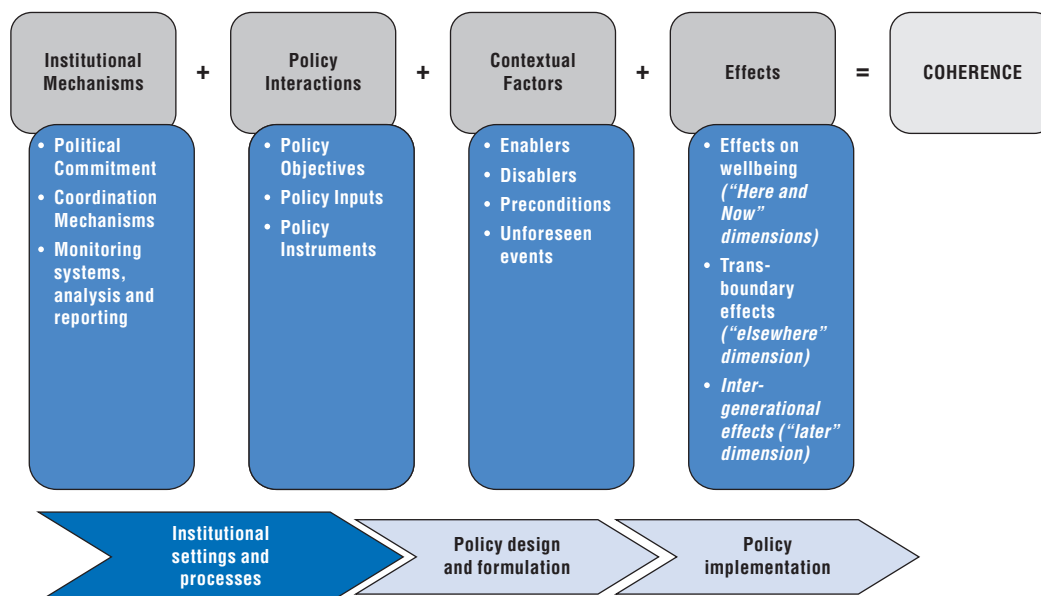 Institutional
Mechanisms
+
Policy
Interactions
+
Contextual
Factors
+
Effects
=
COHERENCE
• Political
Commitment
• Coordination
Mechanisms
• Monitoring
systems,
analysis and
reporting
• Policy
Objectives
• Policy Inputs
• Policy
Instruments
• Enablers
• Disablers
• Preconditions
• Unforeseen
events
• Effects on
wellbeing
(“Here and
Now”
dimensions)
• Trans-
boundary
effects
(“elsewhere”
dimension)
• Inter-
generational
effects (“later”
dimension)
Institutional
settings and
processes
Policy design
and formulation
Policy
implementation